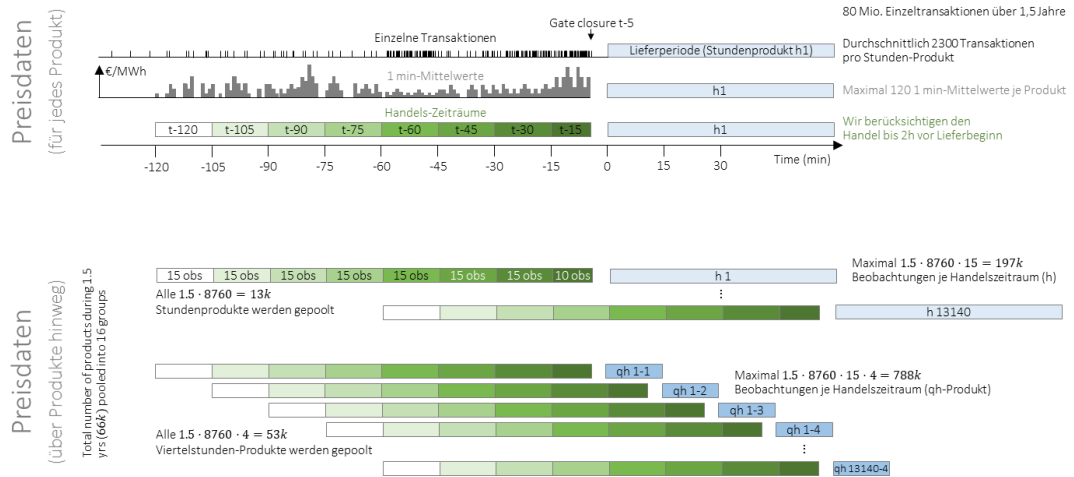 Preisdaten
(für jedes Produkt)
Gate closure t-5
80 Mio. Einzeltransaktionen über 1,5 Jahre
Einzelne Transaktionen
Lieferperiode (Stundenprodukt h1)
Durchschnittlich 2300 Transaktionen
pro Stunden-Produkt
€/MWh
1 min-Mittelwerte
h1
Maximal 120 1 min-Mittelwerte je Produkt
Handels-Zeiträume
t-120 t-105 t-90 t-75 t-60 t-45 t-30 t-15
h1
Wir berücksichtigen den
Handel bis 2h vor Lieferbeginn
Time (min)
-120 -105 -90 -75 -60 -45 -30 -15 0 15 30
Preisdaten
(über Produkte hinweg)
Total number of products during 1.5
yrs (66k) pooled into 16 groups
15 obs 15 obs 15 obs 15 obs 15 obs 15 obs 15 obs 10 obs
h 1
Maximal 1.5 · 8760 · 15 = 197k
Beobachtungen je Handelszeitraum (h)
Alle 1.5 · 8760 = 13k
Stundenprodukte werden gepoolt
⋮
h 13140
qh 1-1
Maximal 1.5 · 8760 · 15 · 4 = 788k
Beobachtungen je Handelszeitraum (qh-Produkt)
qh 1-2
qh 1-3
qh 1-4
Alle 1.5 · 8760 · 4 = 53k
Viertelstunden-Produkte werden gepoolt
⋮
qh 13140-4